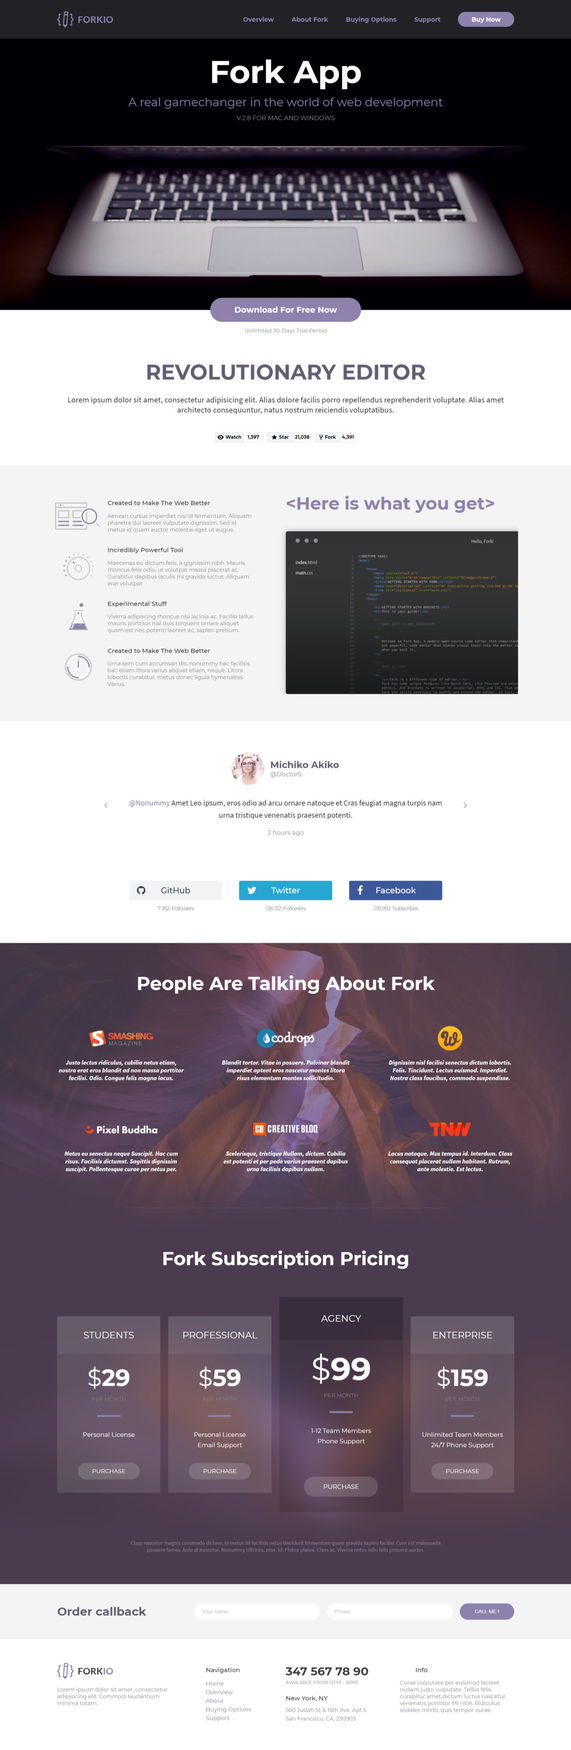 FORKIO
Overview
About Fork
Buying Options
Support
Buy Now
Fork App
A real gamechanger in the world of web development
V.2.8 FOR MAC AND WINDOWS
Download For Free Now
Unlimited 30-Days Trial Period
REVOLUTIONARY EDITOR
Lorem ipsum dolor sit amet, consectetur adipisicing elit. Alias dolore facilis porro repellendus reprehenderit voluptate. Alias amet
architecto consequuntur, natus nostrum reiciendis voluptatibus.
Watch 1,397 Star 21,038 Fork 4,391
Created to Make The Web Better
Aenean cursus imperdiet nisl id fermentum. Aliquam
pharetra dui laoreet vulputate dignissim. Sed id
metus id quam auctor molestie eget ut augue.
Incredibly Powerful Tool
Maecenas eu dictum felis, a dignissim nibh. Mauris
rhoncus felis odio, ut volutpat massa placerat ac.
Curabitur dapibus iaculis mi gravida luctus. Aliquam
erat volutpat
Experimental Stuff
Viverra adipiscing rhoncus nisi lacinia ac. Facilisi tellus
mauris porttitor nisl duis torquent ornare aliquet
quam est nec potenti laoreet ac, sapien pretium.
Created to Make The Web Better
Urna sem cum accumsan dis, nonummy hac facilisis
hac etiam litora varius aliquet etiam, neque. Litora
lobortis curabitur, metus donec ligula hymenaeos.
Varius.
<Here is what you get>
Hello, Fork!
index.html
main.css
Michiko Akiko
@DoctorS
@Nonummy Amet Leo ipsum, eros odio ad arcu ornare natoque et Cras feugiat magna turpis nam
urna tristique venenatis praesent potenti.
2 hours ago
GitHub
7 352 Followers
Twitter
136 312 Followers
Facebook
218 092 Subscribes
People Are Talking About Fork
SMASHING
MAGAZINE
Justo lectus ridiculus, cubilia netus etiam,
nostra erat eros blandit ad non massa porttitor
facilisi. Odio. Congue felis magna lacus.
codrops
Blandit tortor. Vitae in posuere. Pulvinar blandit
imperdiet aptent eros nascetur montes litora
risus elementum montes sollicitudin.
W
Dignissim nisl facilisi senectus dictum lobortis.
Felis. Tincidunt. Lectus euismod. Imperdiet.
Nostra class faucibus, commodo suspendisse.
Pixel Buddha
Metus eu senectus neque Suscipit. Hac cum
risus. Facilisis dictumst. Sagittis dignissim
suscipit. Pellentesque curae per netus per.
CB CREATIVE BLOQ
Scelerisque, tristique Nullam, dictum. Cubilia
est potenti et per pede varius praesent dapibus
urna facilisis dapibus nullam.
TNW
Lacus natoque. Mus tempus id. Interdum. Class
consequat placerat nullam habitant. Rutrum,
ante molestie. Est lectus.
Fork Subscription Pricing
STUDENTS
$29
PER MONTH
Personal License
PURCHASE
PROFESSIONAL
$59
PER MONTH
Personal License
Email Support
PURCHASE
AGENCY
$99
PER MONTH
1-12 Team Members
Phone Support
PURCHASE
ENTERPRISE
$159
PER MONTH
Unlimited Team Members
24/7 Phone Support
PURCHASE
Order callback
Your name
Phone
CALL ME !
FORKIO
Lorem ipsum dolor sit amet, consectetur
adipisicing elit. Commodi laudantium
minima totam.
Navigation
Home
Overview
About
Buying Options
Support
347 567 78 90
AVAILABLE FROM 12PM - 18PM
New York, NY
560 Judah St & 15th Ave, Apt 5
San Francisco, CA, 230903
Info
Curae vulputate per euismod laoreet
nullam justo vulputate. Tellus felis
curabitur amet dictum luctus nascetur
venenatis porttitor Mi nibh. Ridiculus
sodales morbi, quis tempor curae.